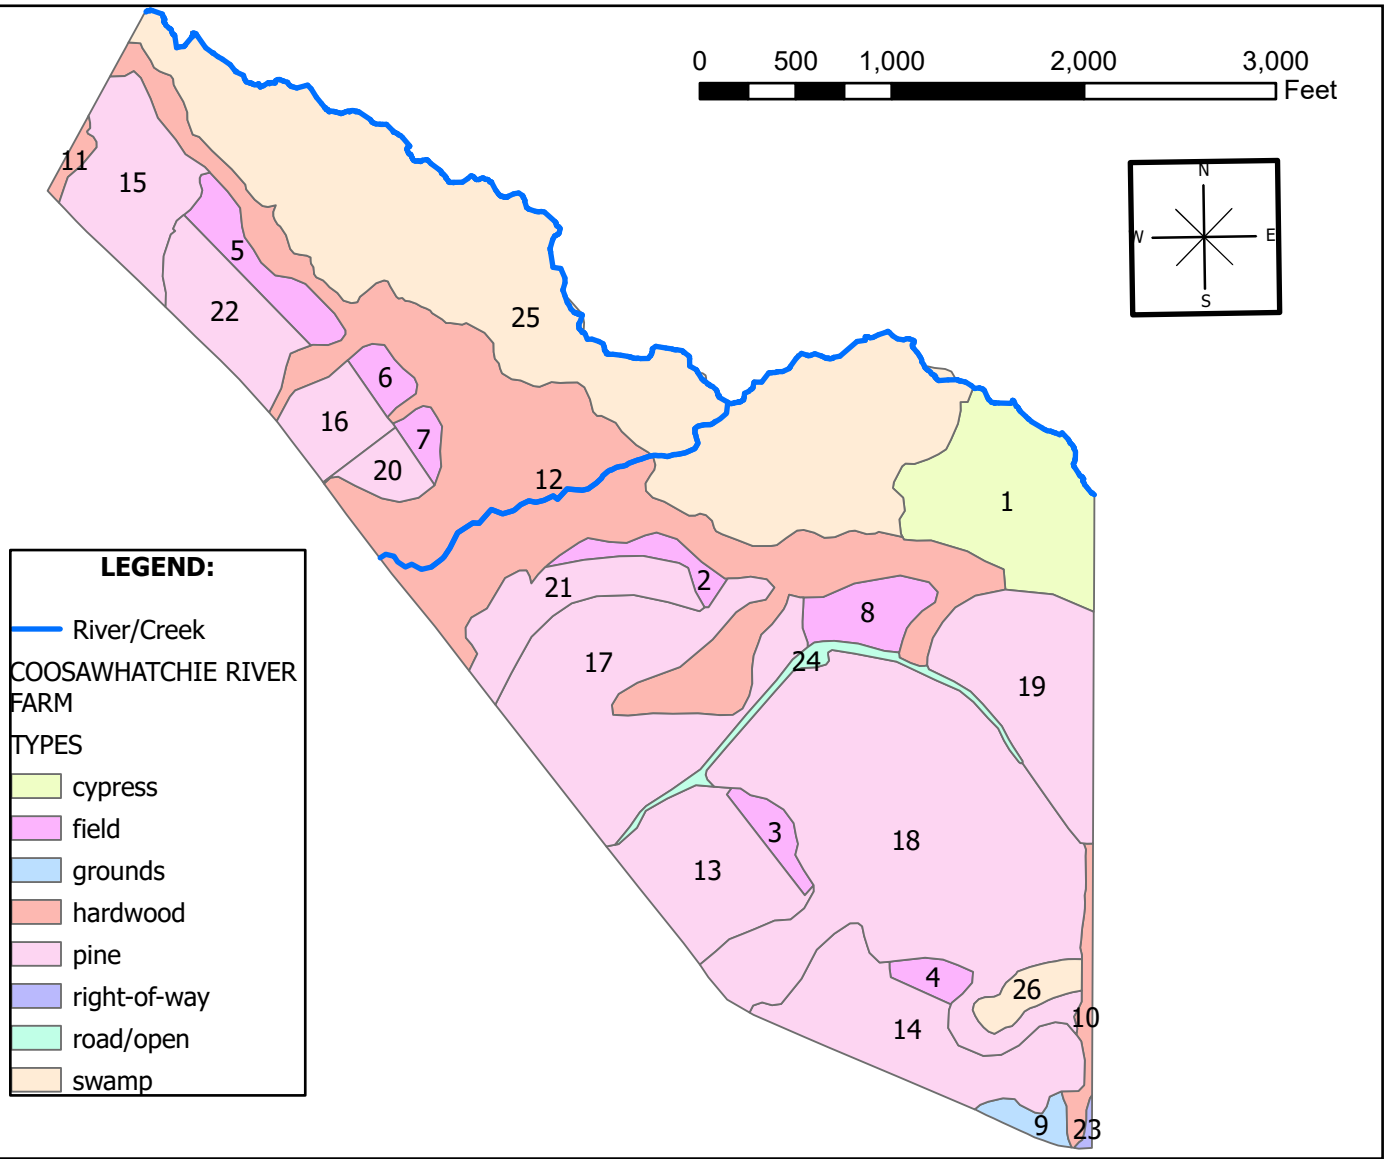 0 500 1,000 2,000 3,000
Feet
N
W E
S
11
15
5
22
25
6
16
7
20
12
1
21
2
8
17
24
19
3
18
13
4
26
14
10
9
23
LEGEND:
River/Creek
COOSAWHATCHIE RIVER
FARM
TYPES
cypress
field
grounds
hardwood
pine
right-of-way
road/open
swamp